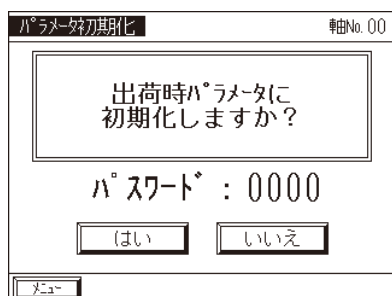 パラメータ初期化 軸No. 00
出荷時パラメータに
初期化しますか？
パスワード：0000
はい いいえ
メニュー